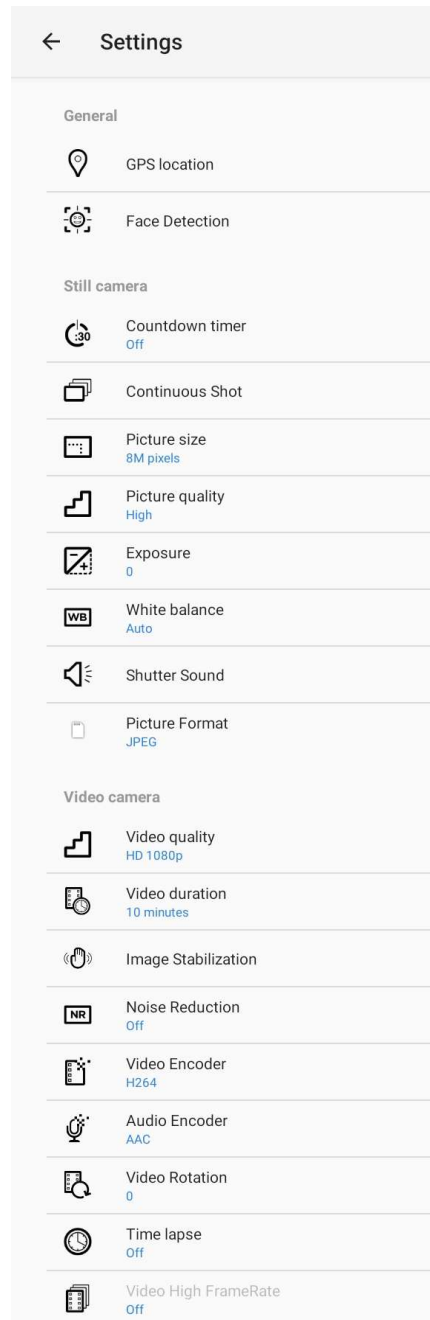 Settings
General
GPS location
Face Detection
Still camera
:30
Countdown timer
Off
Continuous Shot
Picture size
8M pixels
Picture quality
High
Exposure
0
WB
White balance
Auto
Shutter Sound
Picture Format
JPEG
Video camera
Video quality
HD 1080p
Video duration
10 minutes
Image Stabilization
NR
Noise Reduction
Off
Video Encoder
H264
Audio Encoder
AAC
Video Rotation
0
Time lapse
Off
Video High FrameRate
Off